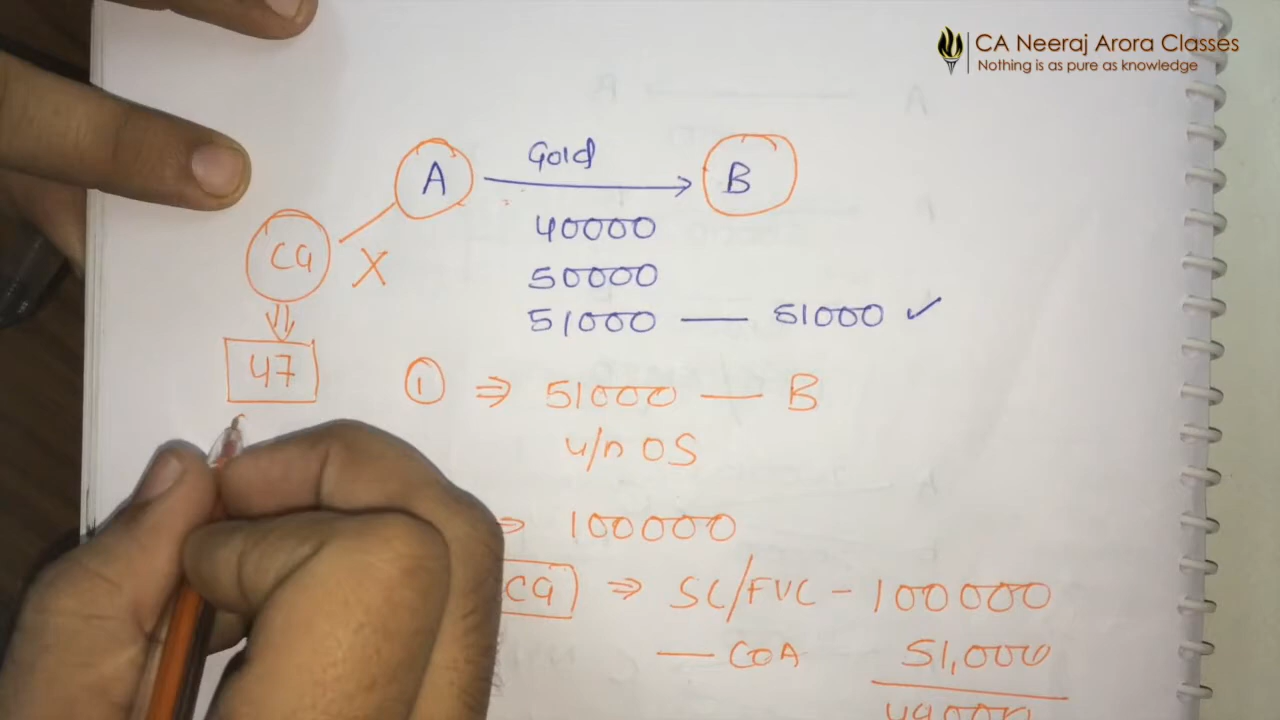 CA Neeraj Arora Classes
Nothing is as pure as knowledge
A Gold B
40000
CG X
50000
51000 — 51000 ✓
47
① ⇒ 51000 — B
u/n OS
⇒ 100000
CG ⇒ SC/FVC - 100000
— COA 51,000
49000